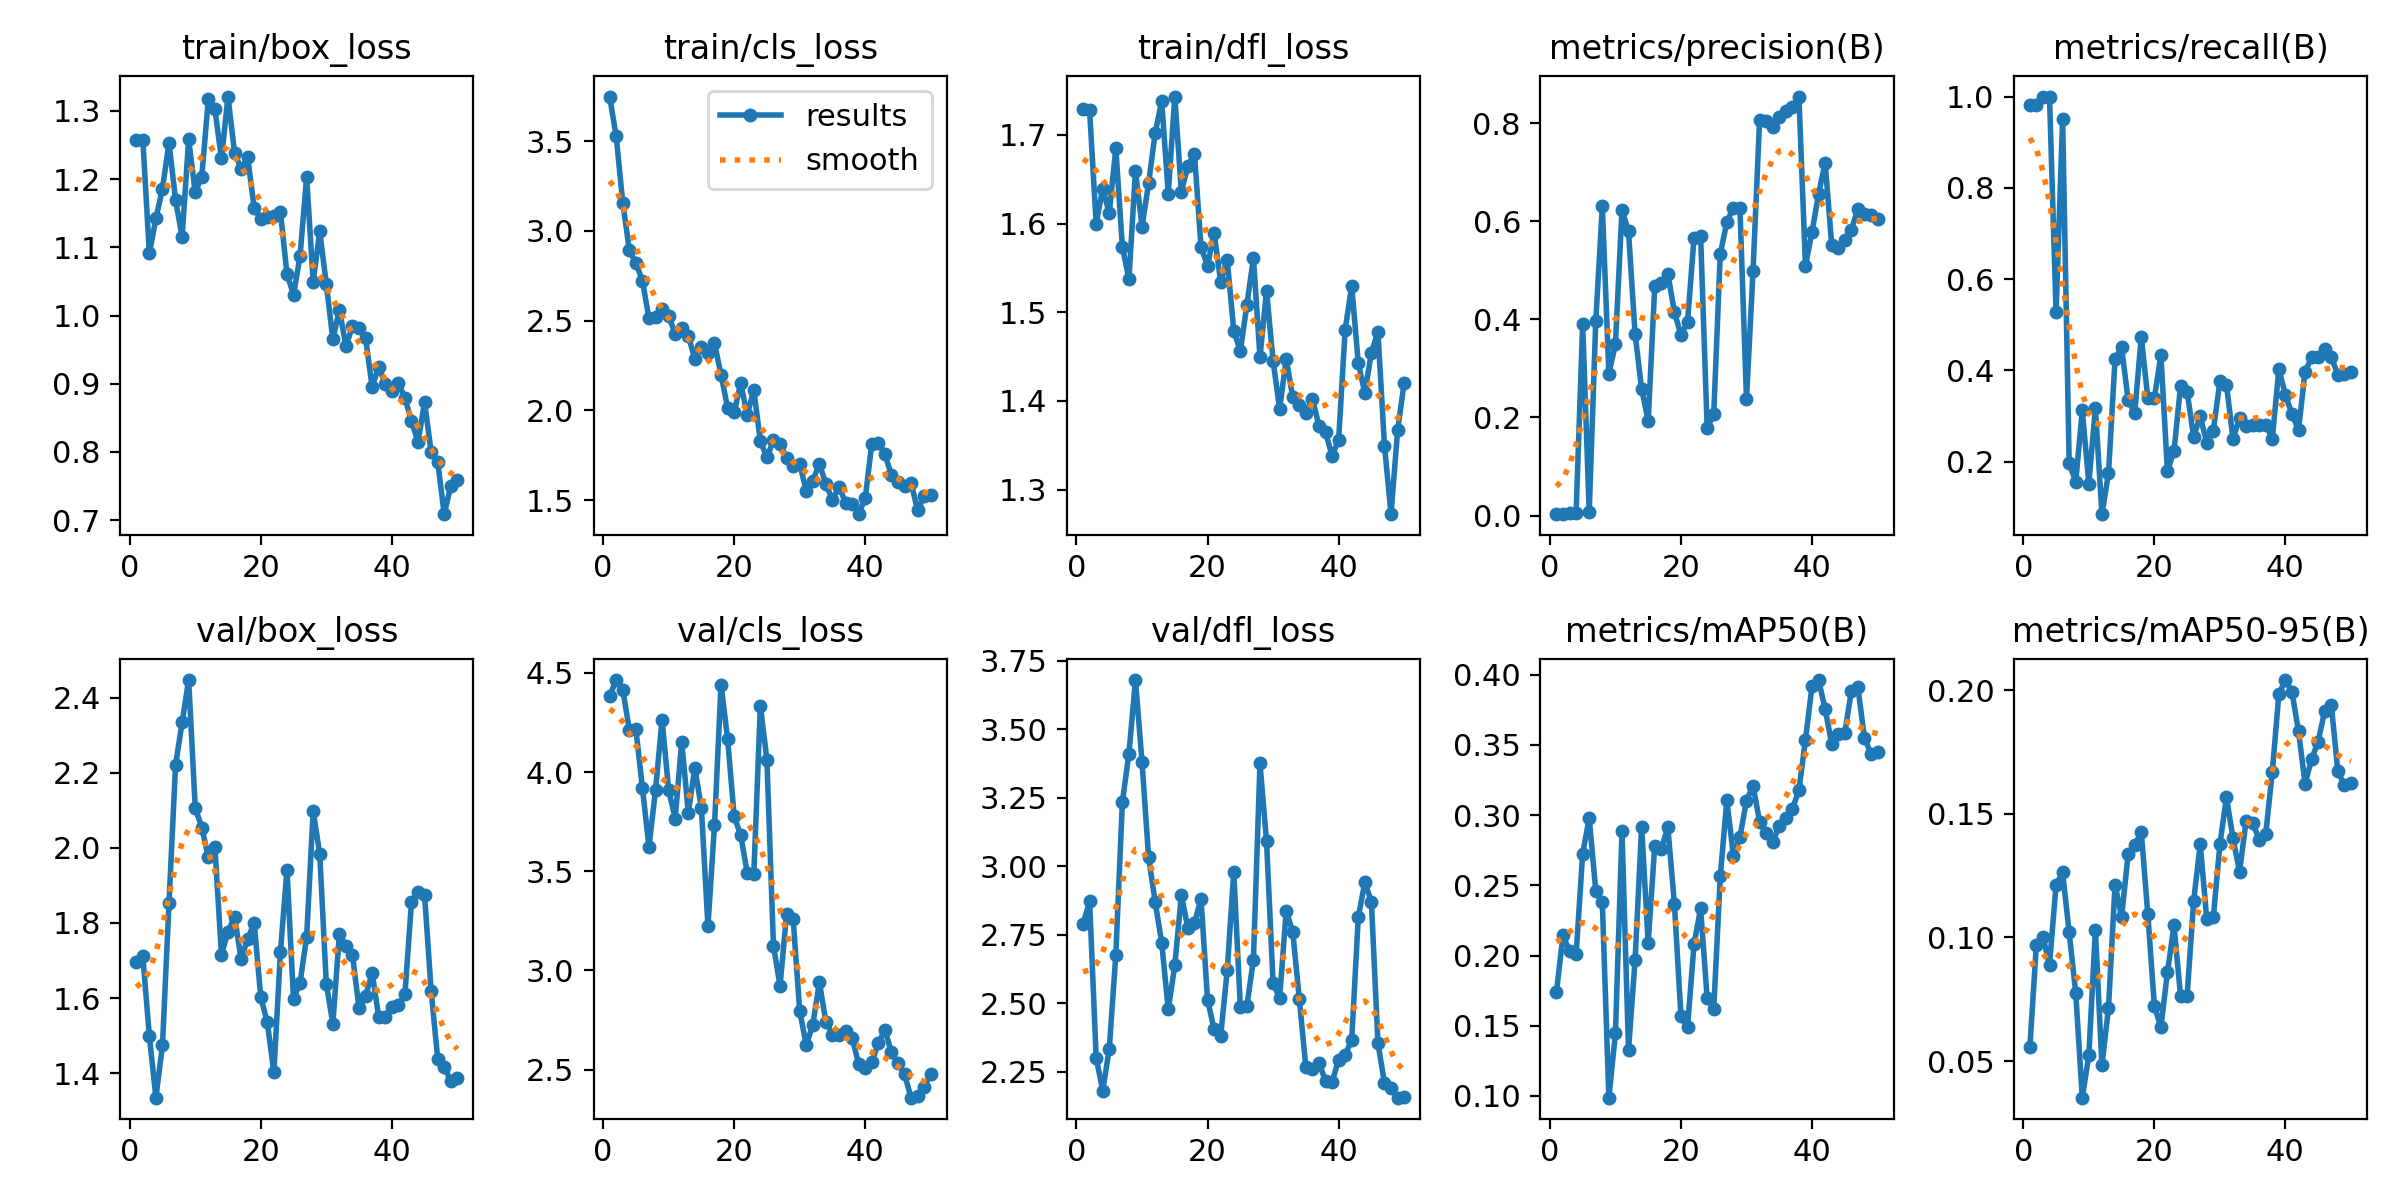 train/box_loss
train/cls_loss
train/dfl_loss
metrics/precision(B)
metrics/recall(B)
1.3
1.2
1.1
1.0
0.9
0.8
0.7
0 20 40
3.5
3.0
2.5
2.0
1.5
0 20 40
results
smooth
1.7
1.6
1.5
1.4
1.3
0 20 40
0.8
0.6
0.4
0.2
0.0
0 20 40
1.0
0.8
0.6
0.4
0.2
0 20 40
val/box_loss
val/cls_loss
val/dfl_loss
metrics/mAP50(B)
metrics/mAP50-95(B)
2.4
2.2
2.0
1.8
1.6
1.4
0 20 40
4.5
4.0
3.5
3.0
2.5
0 20 40
3.75
3.50
3.25
3.00
2.75
2.50
2.25
0 20 40
0.40
0.35
0.30
0.25
0.20
0.15
0.10
0 20 40
0.20
0.15
0.10
0.05
0 20 40